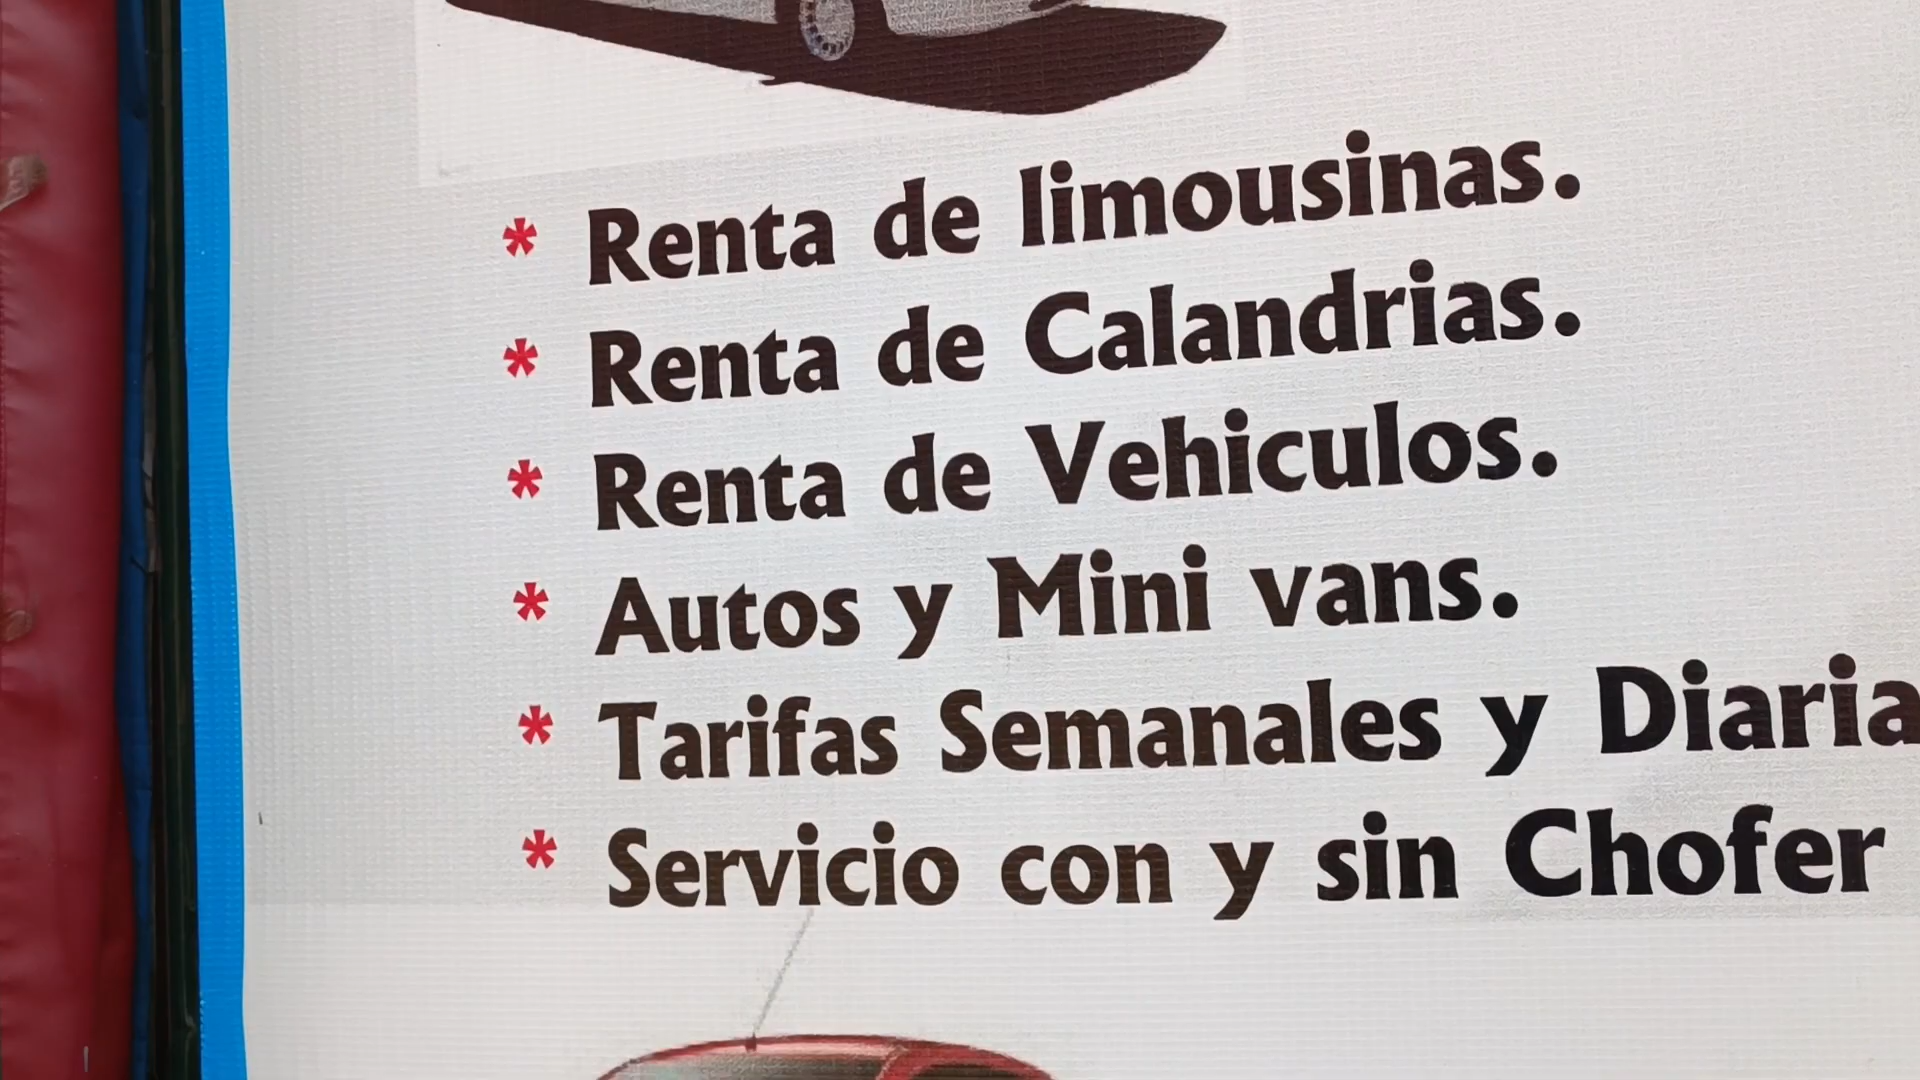 * Renta de limousinas.
* Renta de Calandrias.
* Renta de Vehiculos.
* Autos y Mini vans.
* Tarifas Semanales y Diaria
* Servicio con y sin Chofer